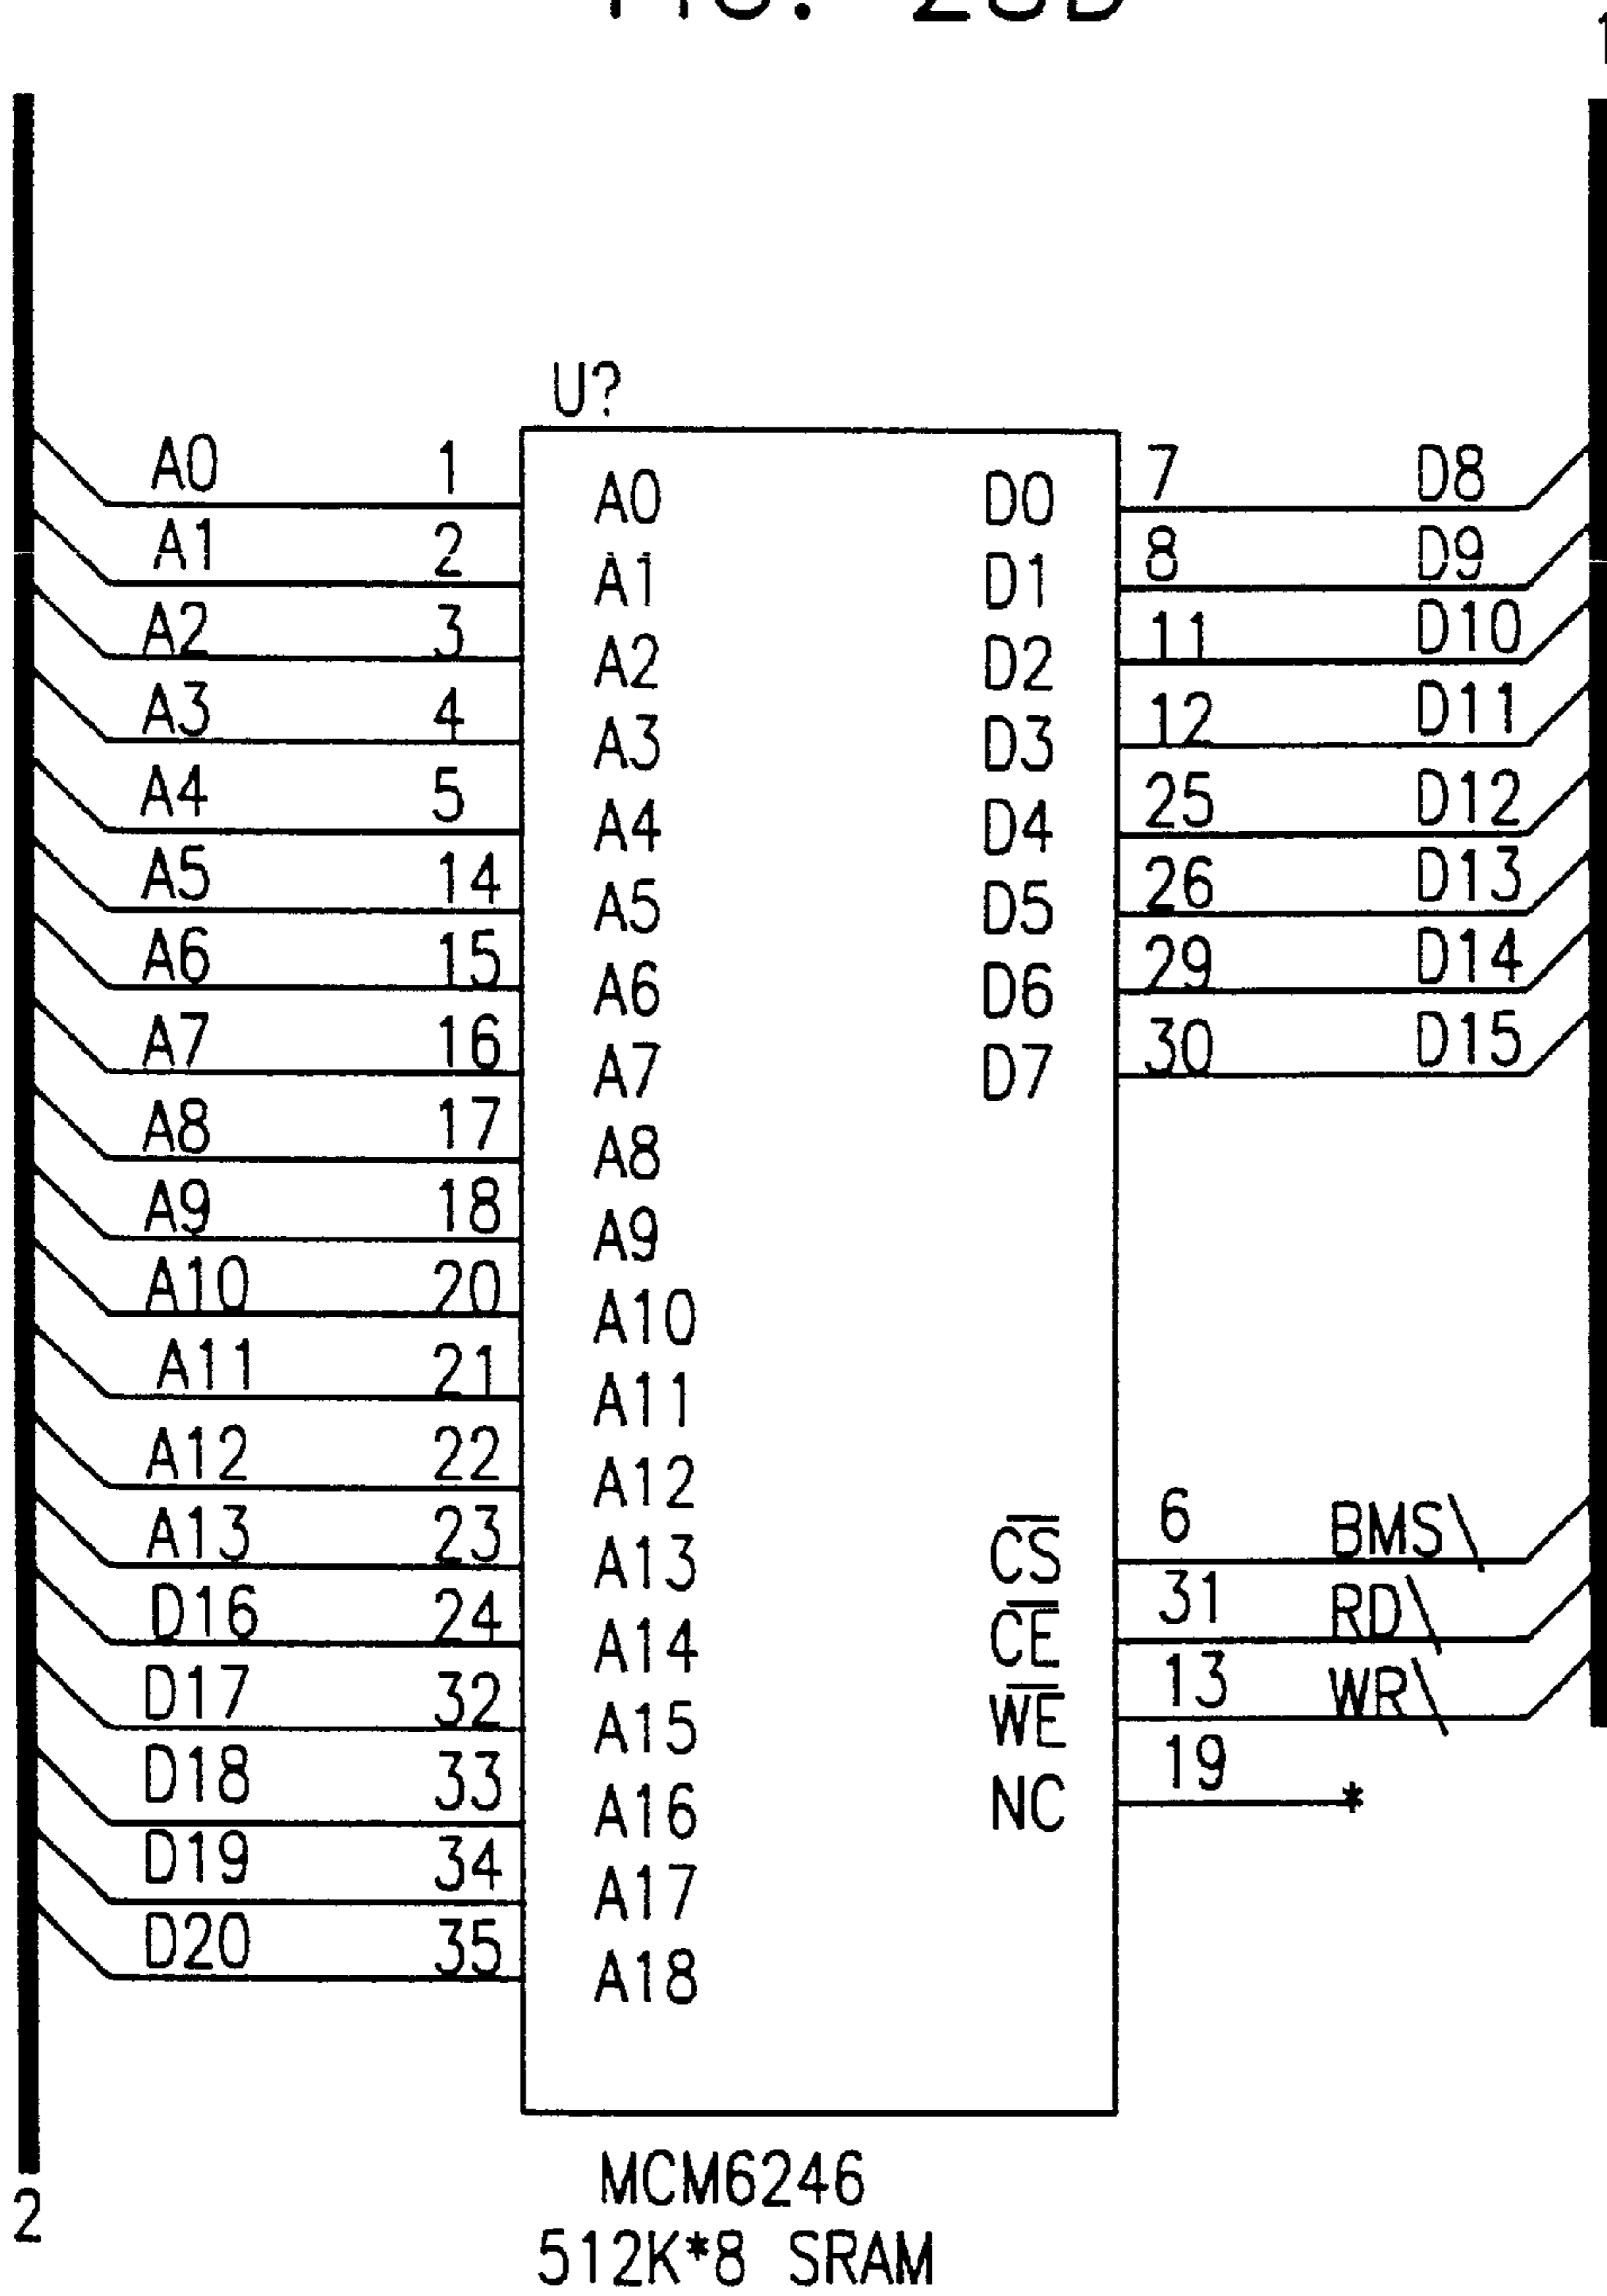 1
U?
A0 1 A0 D0 7 D8
A1 2 A1 D1 8 D9
A2 3 A2 D2 11 D10
A3 4 A3 D3 12 D11
A4 5 A4 D4 25 D12
A5 14 A5 D5 26 D13
A6 15 A6 D6 29 D14
A7 16 A7 D7 30 D15
A8 17 A8
A9 18 A9
A10 20 A10
A11 21 A11
A12 22 A12
A13 23 A13 CS 6 BMS\
D16 24 A14 CE 31 RD\
D17 32 A15 WE 13 WR\
D18 33 A16 NC 19 *
D19 34 A17
D20 35 A18
2
MCM6246
512K*8 SRAM